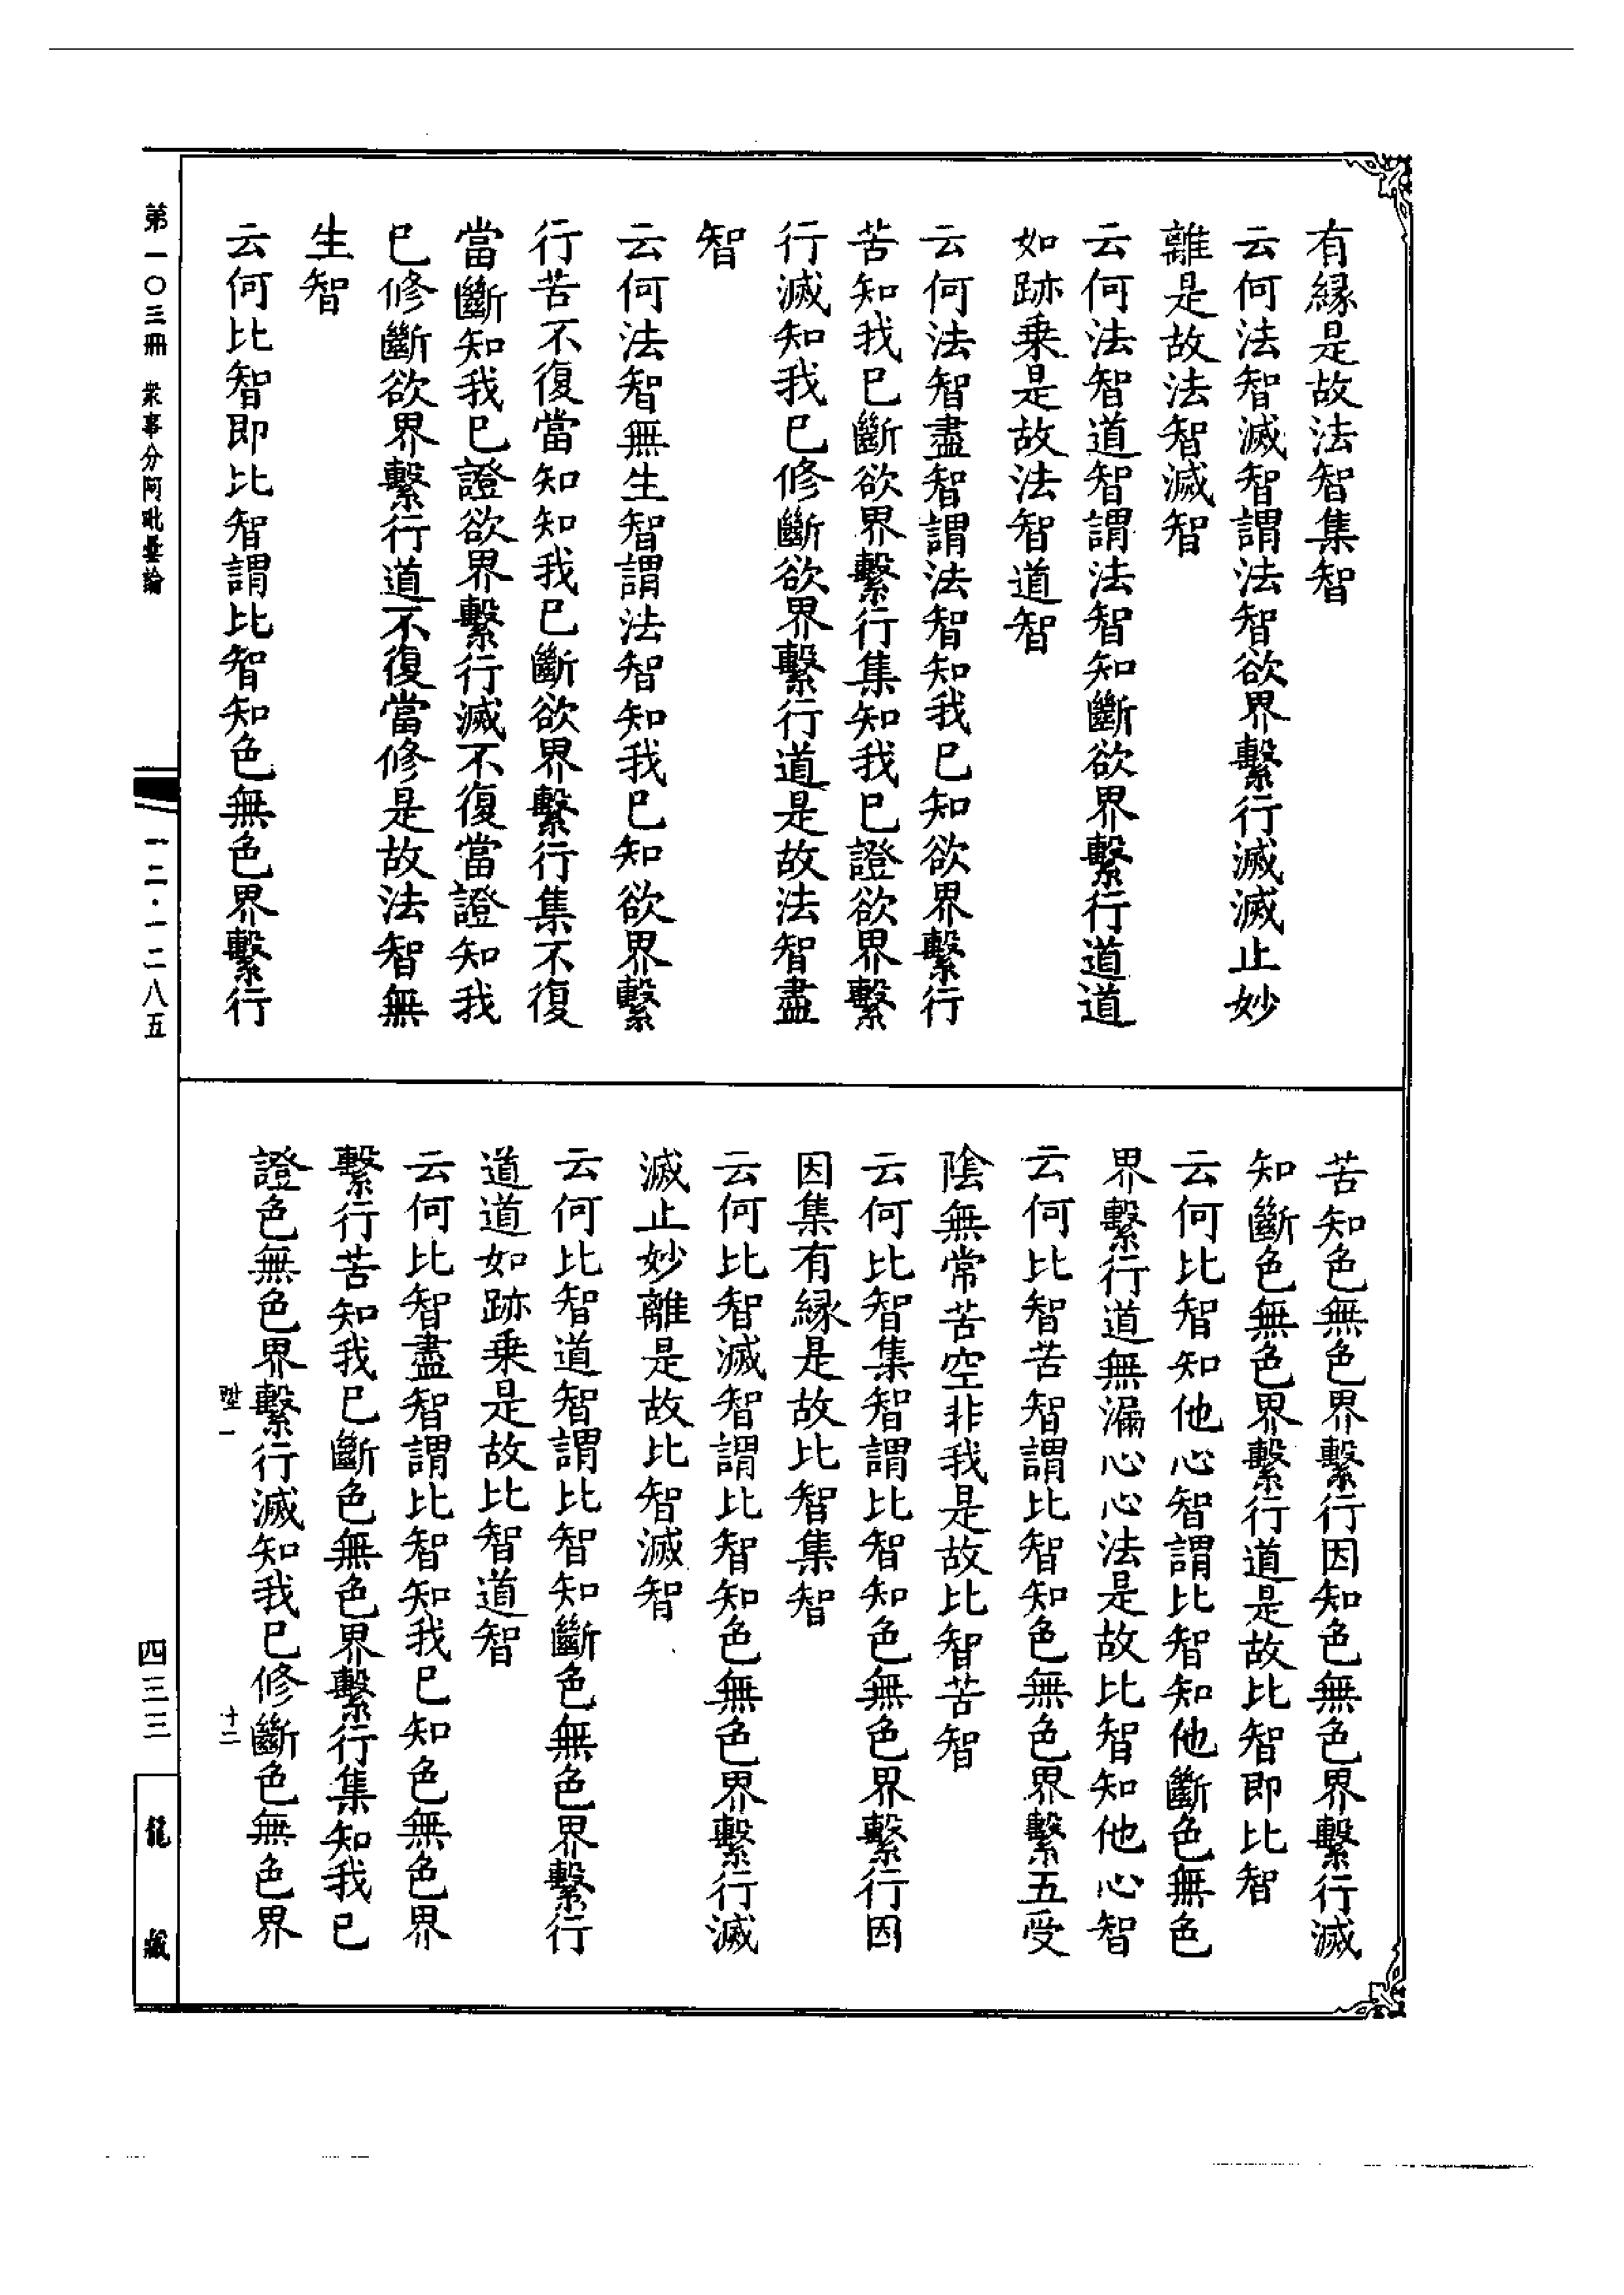 有緣是故法智集智
云何法智滅智謂法智欲界繫行滅滅止妙
離是故法智滅智
云何法智道智謂法智知斷欲界繫行道道
如跡乗是故法智道智
云何法智盡智謂法智知我已知欲界繫行
苦知我已斷欲界繫行集知我已證欲界繫
行滅知我已修斷欲界繫行道是故法智盡
智
云何法智無生智謂法智知我已知欲界繫
行苦不復當知知我已斷欲界繫行集不復
當斷知我已證欲界繫行滅不復當證知我
已修斷欲界繫行道不復當修是故法智無
生智
云何比智即比智謂比智知色無色界繫行
苦知色無色界繫行因知色無色界繫行滅
知斷色無色界繫行道是故比智即比智
云何比智知他心智謂比智知他斷色無色
界繫行道無漏心心法是故比智知他心智
云何比智苦智謂比智知色無色界繫五受
陰無常苦空非我是故比智苦智
云何比智集智謂比智知色無色界繫行因
因集有緣是故比智集智
云何比智滅智謂比智知色無色界繫行滅
滅止妙離是故比智滅智
云何比智道智謂比智知斷色無色界繫行
道道如跡乗是故比智道智
云何比智盡智謂比智知我已知色無色界
繫行苦知我已斷色無色界繫行集知我已
證色無色界繫行滅知我已修斷色無色界
十二
第一〇三冊 衆事分阿毗曇論
一二·一二八五
四三三
龍藏